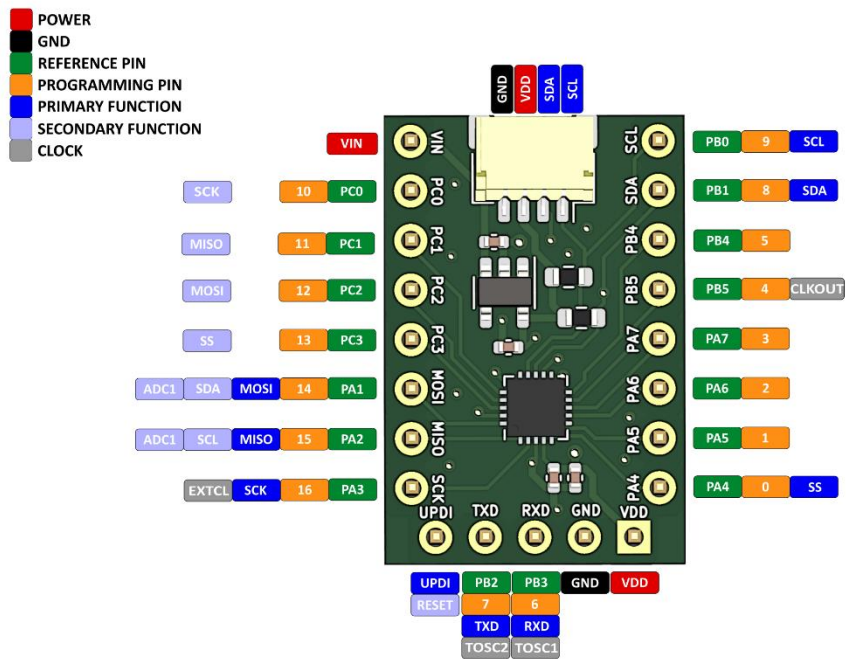 POWER
GND
REFERENCE PIN
PROGRAMMING PIN
PRIMARY FUNCTION
SECONDARY FUNCTION
CLOCK
GND VDD SDA SCL
VIN VIN SCL PB0 9 SCL
SCK 10 PC0 PC0 SDA PB1 8 SDA
MISO 11 PC1 PC1 PB4 PB4 5
MOSI 12 PC2 PC2 PB5 PB5 4 CLKOUT
SS 13 PC3 PC3 PA7 PA7 3
ADC1 SDA MOSI 14 PA1 MOSI PA6 PA6 2
ADC1 SCL MISO 15 PA2 MISO PA5 PA5 1
EXTCL SCK 16 PA3 SCK PA4 PA4 0 SS
UPDI TXD RXD GND VDD
UPDI PB2 PB3 GND VDD
RESET 7 6
TXD RXD
TOSC2 TOSC1